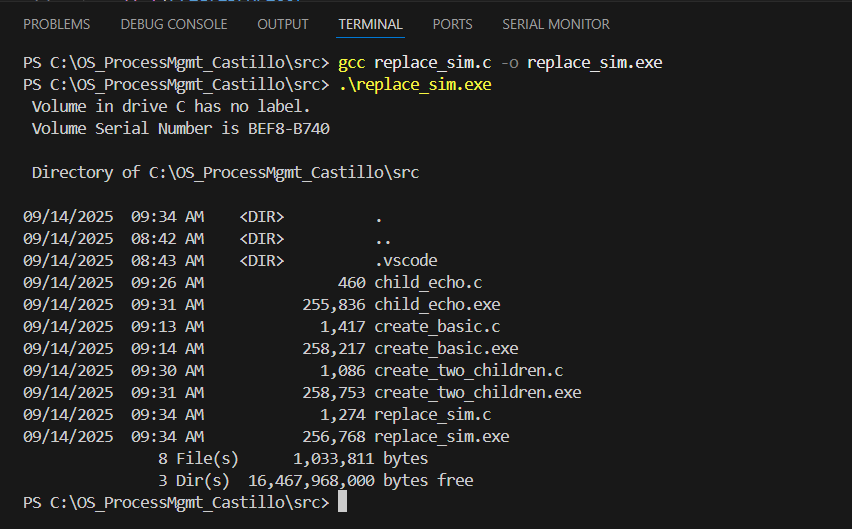 PROBLEMS DEBUG CONSOLE OUTPUT TERMINAL PORTS SERIAL MONITOR
PS C:\OS_ProcessMgmt_Castillo\src> gcc replace_sim.c -o replace_sim.exe
PS C:\OS_ProcessMgmt_Castillo\src> .\replace_sim.exe
 Volume in drive C has no label.
 Volume Serial Number is BEF8-B740

 Directory of C:\OS_ProcessMgmt_Castillo\src

09/14/2025  09:34 AM    <DIR>          .
09/14/2025  08:42 AM    <DIR>          ..
09/14/2025  08:43 AM    <DIR>          .vscode
09/14/2025  09:26 AM               460 child_echo.c
09/14/2025  09:31 AM           255,836 child_echo.exe
09/14/2025  09:13 AM             1,417 create_basic.c
09/14/2025  09:14 AM           258,217 create_basic.exe
09/14/2025  09:30 AM             1,086 create_two_children.c
09/14/2025  09:31 AM           258,753 create_two_children.exe
09/14/2025  09:34 AM             1,274 replace_sim.c
09/14/2025  09:34 AM           256,768 replace_sim.exe
               8 File(s)      1,033,811 bytes
               3 Dir(s)  16,467,968,000 bytes free
PS C:\OS_ProcessMgmt_Castillo\src>